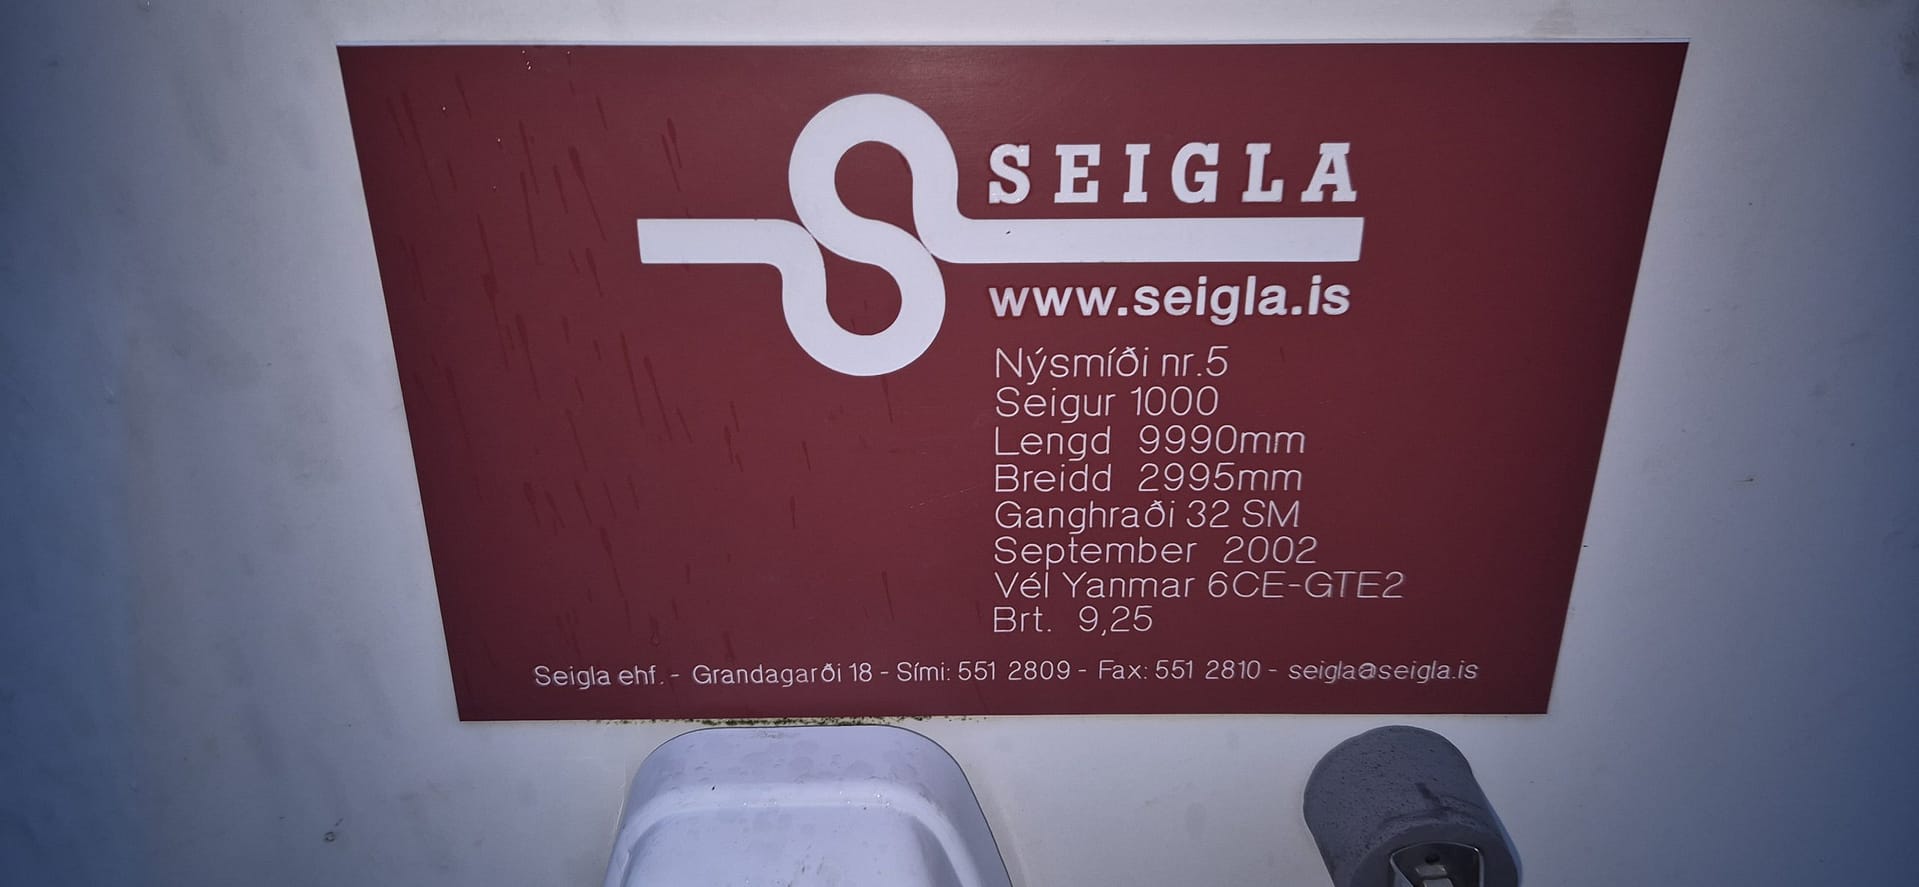 SEIGLA
www.seigla.is
Nýsmíði nr.5
Seigur 1000
Lengd 9990mm
Breidd 2995mm
Ganghraði 32 SM
September 2002
Vél Yanmar 6CE-GTE2
Brt. 9,25
Seigla ehf. - Grandagarði 18 - Sími: 551 2809 - Fax: 551 2810 - seigla@seigla.is